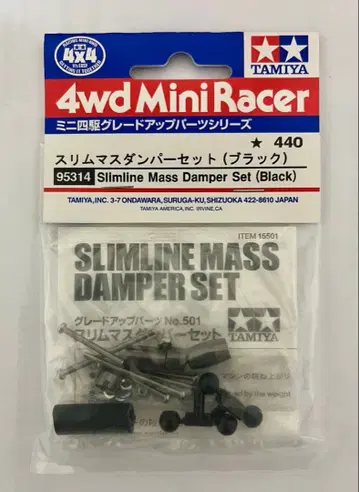 RACING MINI 4WD
4x4
TAMIYA
4wd Mini Racer
ミニ四駆グレードアップパーツシリーズ
★ 440
スリムマスダンパーセット (ブラック)
95314 Slimline Mass Damper Set (Black)
TAMIYA, INC. 3-7 ONDAWARA, SURUGA-KU, SHIZUOKA 422-8610 JAPAN
TAMIYA AMERICA, INC. IRVINE, CA.
ITEM 15501
SLIMLINE MASS
DAMPER SET
グレードアップパーツ No.501
スリムマスダンパーセット
TAMIYA
by the weight